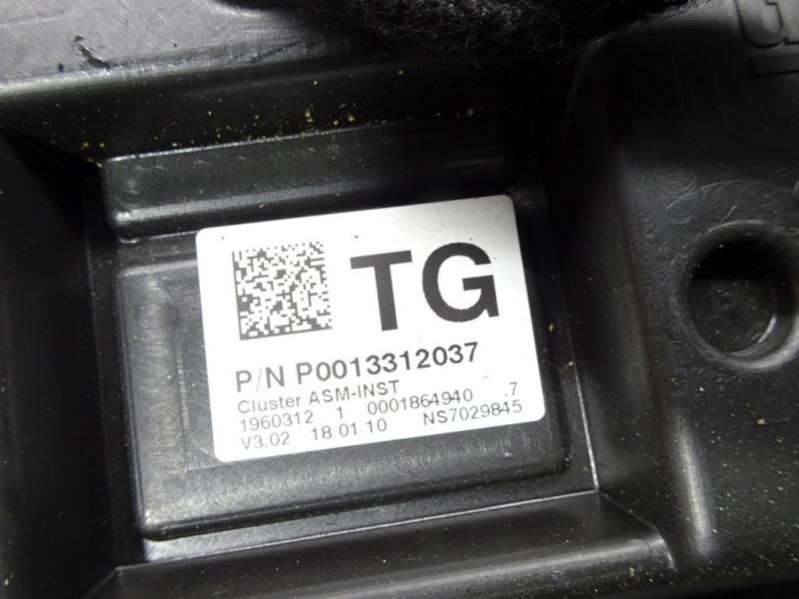 TG
P/N P0013312037
Cluster ASM-INST
1960312 1 0001864940 .7
V3.02 18 01 10 NS7029845